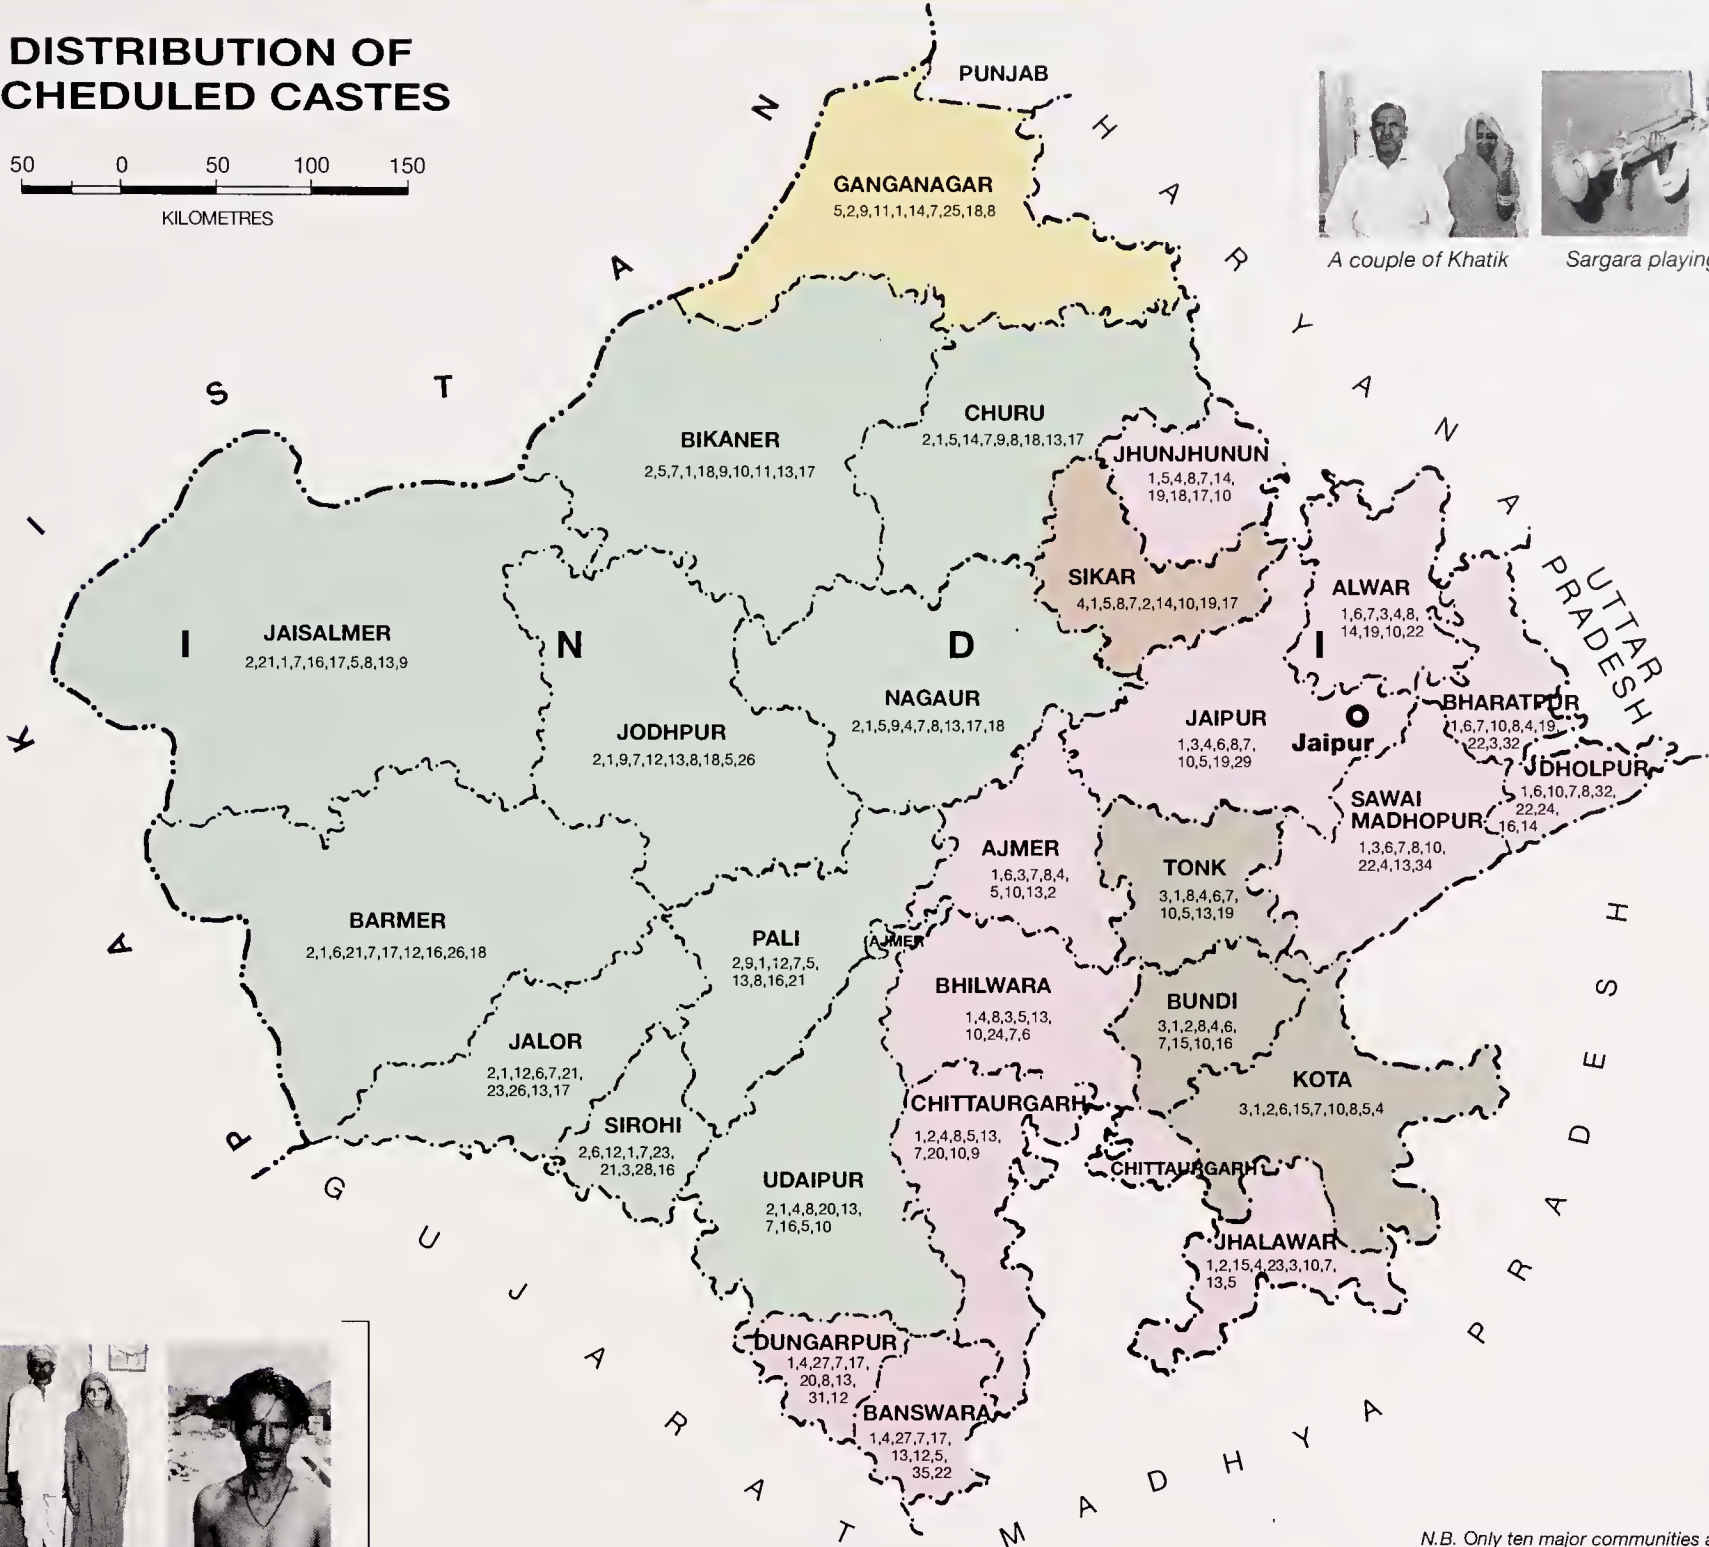 DISTRIBUTION OF
CHEDULED CASTES
50 0 50 100 150
KILOMETRES
A couple of Khatik
Sargara playing
PUNJAB
HARYANA
PAKISTAN
UTTAR
PRADESH
GUJARAT
MADHYA PRADESH
INDIA
GANGANAGAR
5,2,9,11,1,14,7,25,18,8
BIKANER
2,5,7,1,18,9,10,11,13,17
CHURU
2,1,5,14,7,9,8,18,13,17
JHUNJHUNUN
1,5,4,8,7,14,
19,18,17,10
SIKAR
4,1,5,8,7,2,14,10,19,17
ALWAR
1,6,7,3,4,8,
14,19,10,22
JAISALMER
2,21,1,7,16,17,5,8,13,9
JODHPUR
2,1,9,7,12,13,8,18,5,26
NAGAUR
2,1,5,9,4,7,8,13,17,18
JAIPUR
1,3,4,6,8,7,
10,5,19,29
Jaipur
BHARATPUR
1,6,7,10,8,4,19,
22,3,32
DHOLPUR
1,6,10,7,8,32,
22,24,
16,14
SAWAI
MADHOPUR
1,3,6,7,8,10,
22,4,13,34
AJMER
1,6,3,7,8,4,
5,10,13,2
TONK
3,1,8,4,6,7,
10,5,13,19
BARMER
2,1,6,21,7,17,12,16,26,18
PALI
2,9,1,12,7,5,
13,8,16,21
AJMER
BHILWARA
1,4,8,3,5,13,
10,24,7,6
BUNDI
3,1,2,8,4,6,
7,15,10,16
JALOR
2,1,12,6,7,21,
23,26,13,17
KOTA
3,1,2,6,15,7,10,8,5,4
SIROHI
2,6,12,1,7,23,
21,3,28,16
CHITTAURGARH
1,2,4,8,5,13,
7,20,10,9
CHITTAURGARH
UDAIPUR
2,1,4,8,20,13,
7,16,5,10
JHALAWAR
1,2,15,4,23,3,10,7,
13,5
DUNGARPUR
1,4,27,7,17,
20,8,13,
31,12
BANSWARA
1,4,27,7,17,
13,12,5,
35,22
N.B. Only ten major communities a